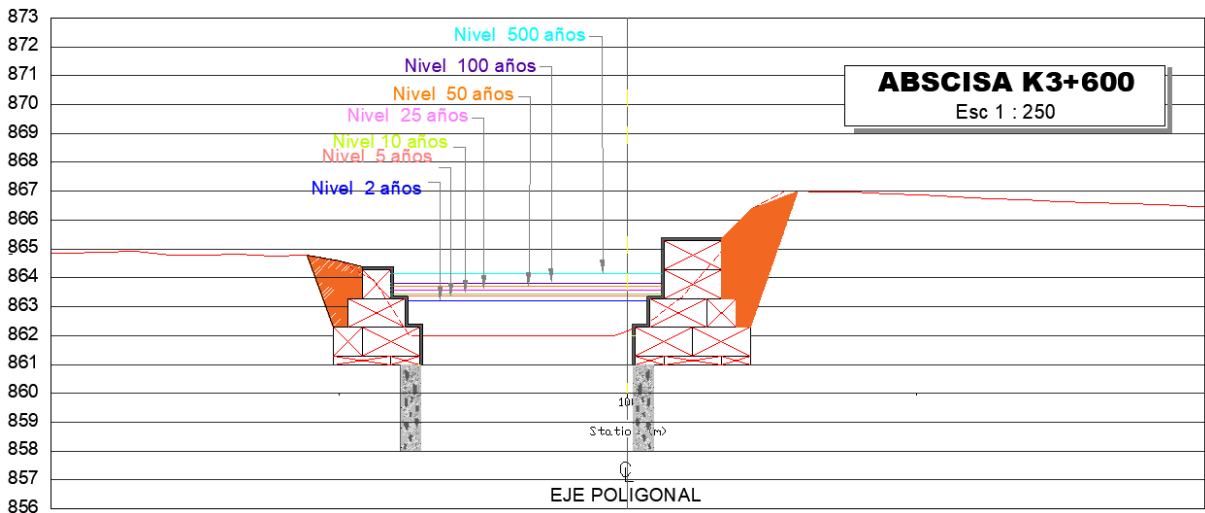 873
872
871
870
869
868
867
866
865
864
863
862
861
860
859
858
857
856
Nivel 500 años
Nivel 100 años
Nivel 50 años
Nivel 25 años
Nivel 10 años
Nivel 5 años
Nivel 2 años
ABSCISA K3+600
Esc 1 : 250
EJE POLIGONAL